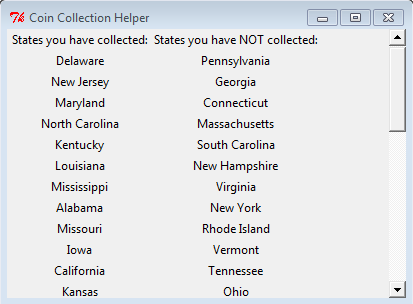 Coin Collection Helper
States you have collected: States you have NOT collected:
Delaware Pennsylvania
New Jersey Georgia
Maryland Connecticut
North Carolina Massachusetts
Kentucky South Carolina
Louisiana New Hampshire
Mississippi Virginia
Alabama New York
Missouri Rhode Island
Iowa Vermont
California Tennessee
Kansas Ohio